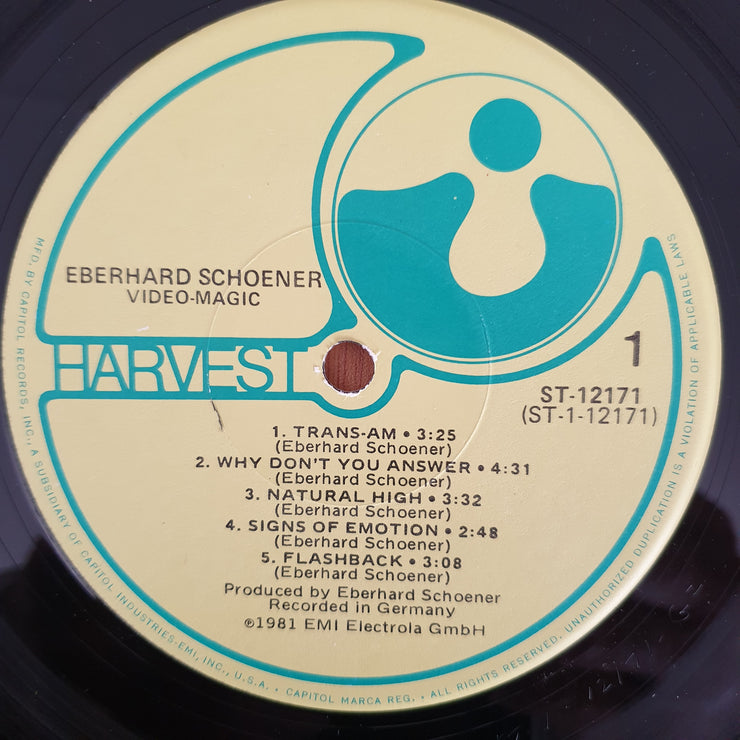 EBERHARD SCHOENER
VIDEO-MAGIC
HARVEST
1
ST-12171
(ST-1-12171)
1. TRANS-AM • 3:25
(Eberhard Schoener)
2. WHY DON'T YOU ANSWER • 4:31
(Eberhard Schoener)
3. NATURAL HIGH • 3:32
(Eberhard Schoener)
4. SIGNS OF EMOTION • 2:48
(Eberhard Schoener)
5. FLASHBACK • 3:08
(Eberhard Schoener)
Produced by Eberhard Schoener
Recorded in Germany
℗1981 EMI Electrola GmbH
MFD. BY CAPITOL RECORDS, INC., A SUBSIDIARY OF CAPITOL INDUSTRIES-EMI, INC., U.S.A. • CAPITOL MARCA REG. • ALL RIGHTS RESERVED. UNAUTHORIZED DUPLICATION IS A VIOLATION OF APPLICABLE LAWS